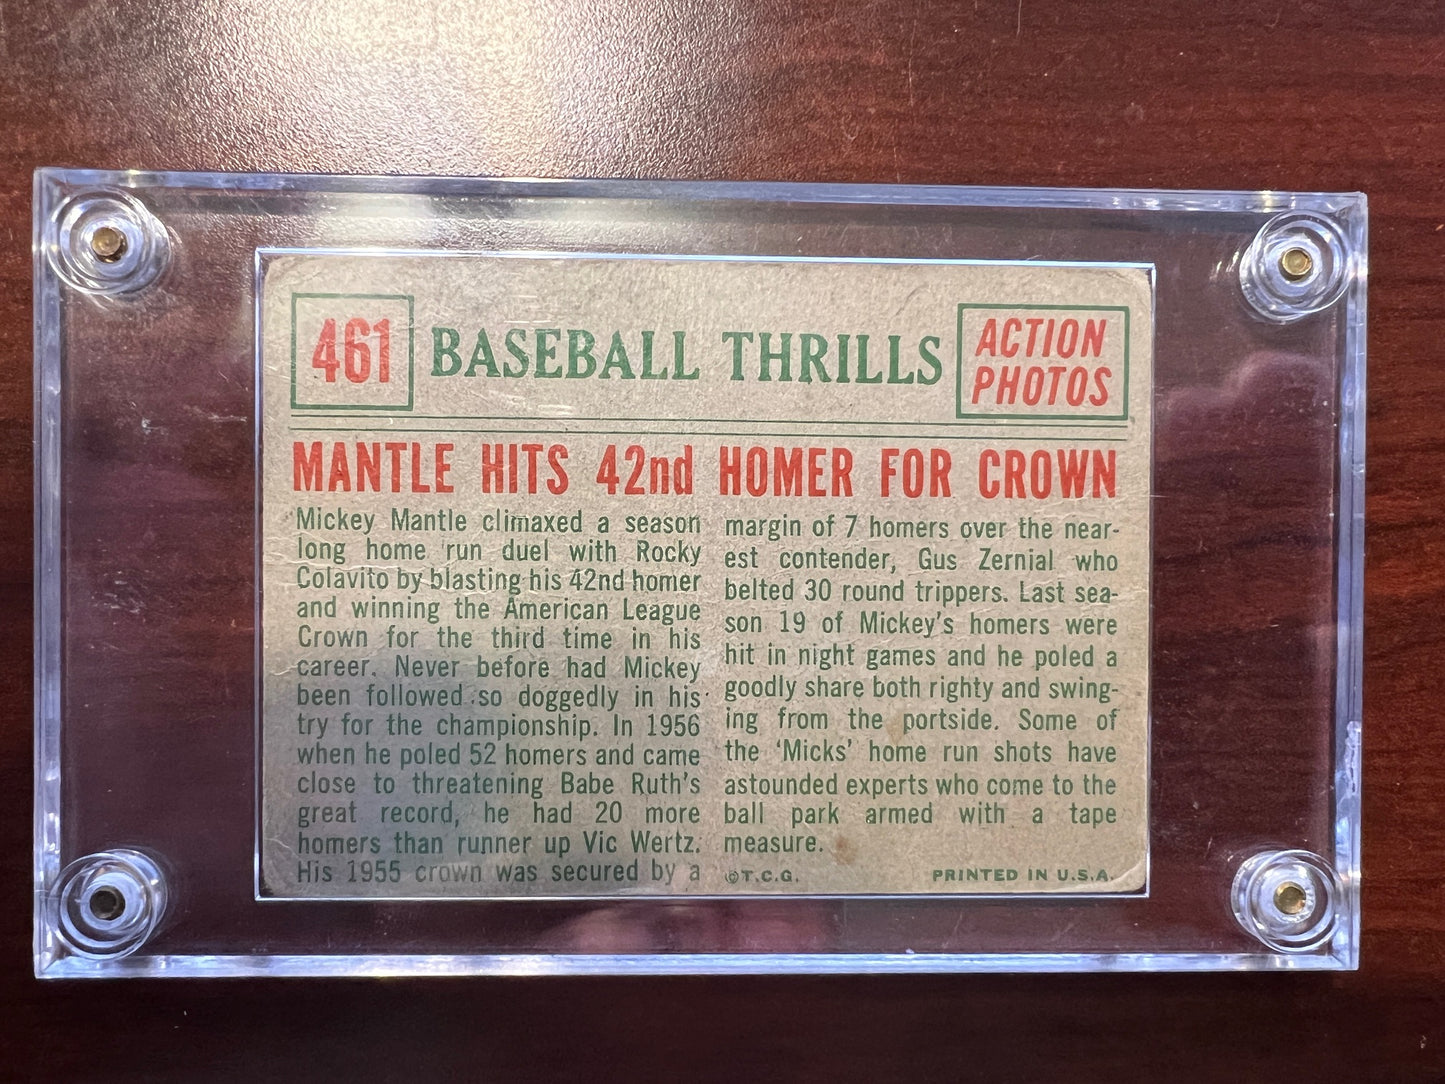 461
BASEBALL THRILLS
ACTION
PHOTOS
MANTLE HITS 42nd HOMER FOR CROWN
Mickey Mantle climaxed a season
long home run duel with Rocky
Colavito by blasting his 42nd homer
and winning the American League
Crown for the third time in his
career. Never before had Mickey
been followed so doggedly in his
try for the championship. In 1956
when he poled 52 homers and came
close to threatening Babe Ruth's
great record, he had 20 more
homers than runner up Vic Wertz.
His 1955 crown was secured by a
margin of 7 homers over the near-
est contender, Gus Zernial who
belted 30 round trippers. Last sea-
son 19 of Mickey's homers were
hit in night games and he poled a
goodly share both righty and swing-
ing from the portside. Some of
the 'Micks' home run shots have
astounded experts who come to the
ball park armed with a tape
measure.
©T.C.G.
PRINTED IN U.S.A.